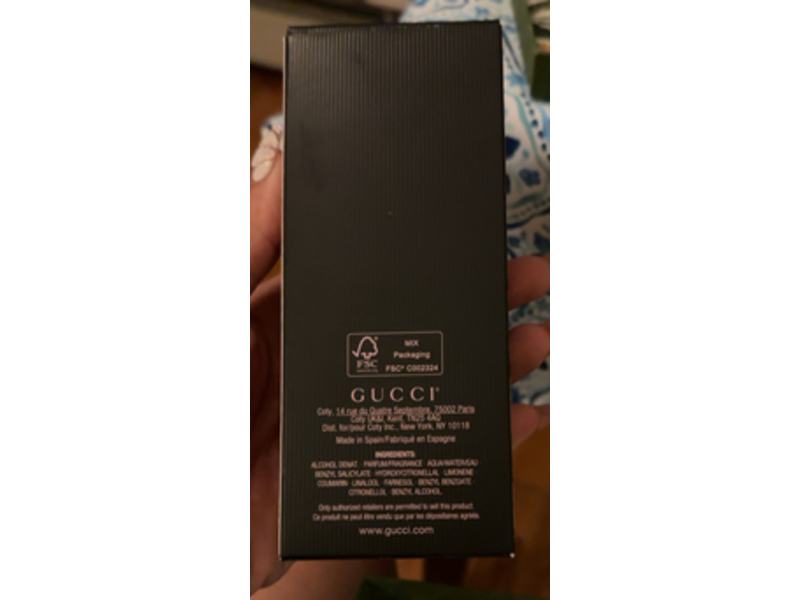 FSC
MIX
Packaging
FSC® C002324
GUCCI
Coty, 14 rue du Quatre Septembre, 75002 Paris
Coty UK&I, Kent, TN25 4AQ
Dist. for/pour Coty Inc., New York, NY 10118
Made in Spain/Fabriqué en Espagne
INGREDIENTS:
ALCOHOL DENAT. · PARFUM/FRAGRANCE · AQUA/WATER/EAU ·
BENZYL SALICYLATE · HYDROXYCITRONELLAL · LIMONENE ·
COUMARIN · LINALOOL · FARNESOL · BENZYL BENZOATE ·
CITRONELLOL · BENZYL ALCOHOL.
Only authorized retailers are permitted to sell this product.
Ce produit ne peut être vendu que par les dépositaires agréés.
www.gucci.com